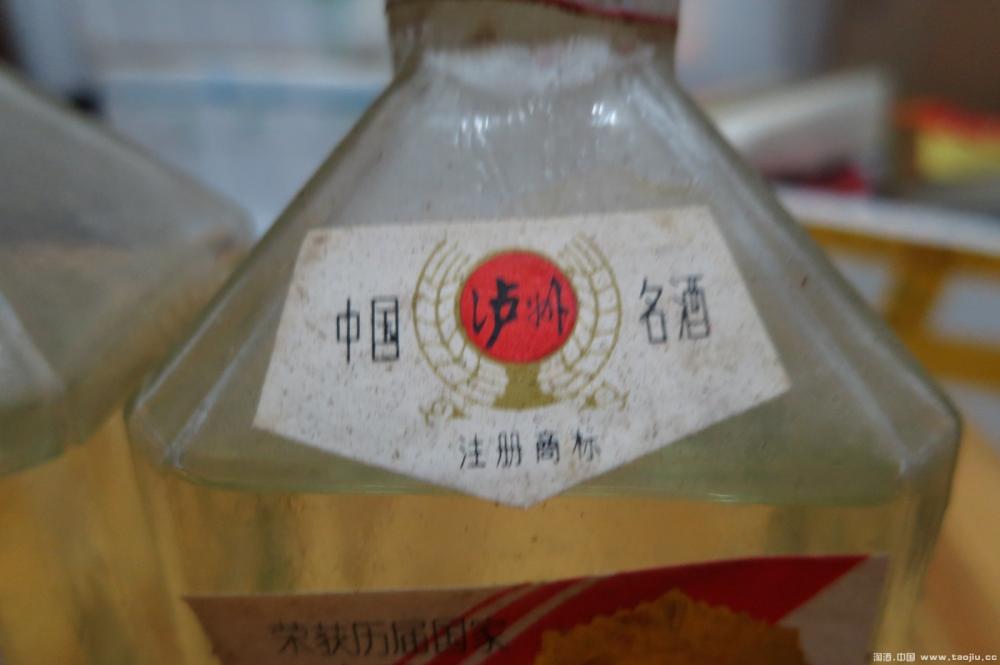 中国 泸州 名酒
注册商标
荣获历届国家
淘酒.中国 www.taojiu.cc